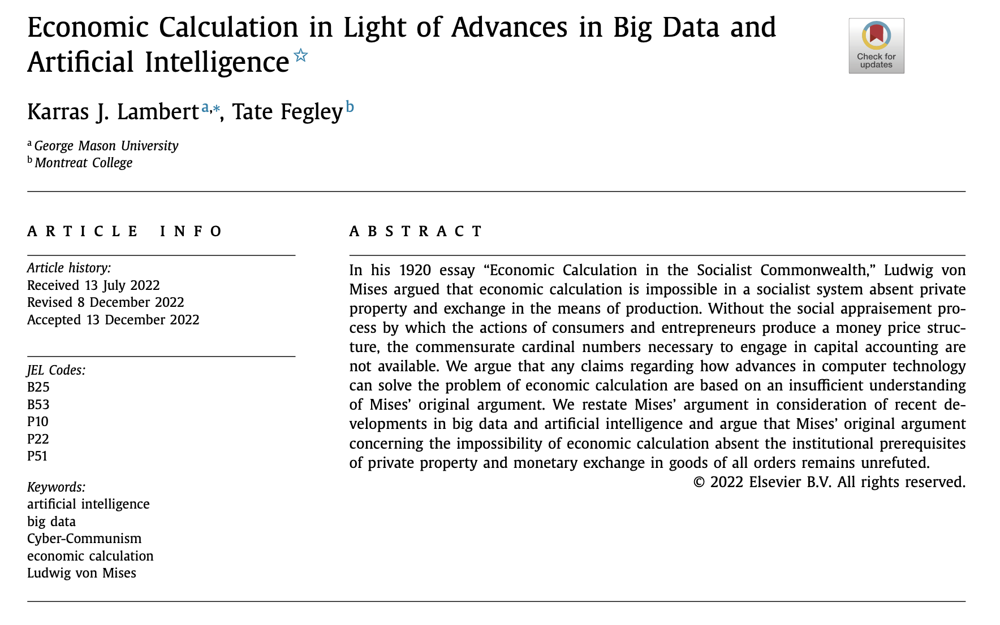 Economic Calculation in Light of Advances in Big Data and
Artificial Intelligence☆
Check for
updates
Karras J. Lambert a,*, Tate Fegley b
a George Mason University
b Montreat College
ARTICLE INFO
Article history:
Received 13 July 2022
Revised 8 December 2022
Accepted 13 December 2022
JEL Codes:
B25
B53
P10
P22
P51
Keywords:
artificial intelligence
big data
Cyber-Communism
economic calculation
Ludwig von Mises
ABSTRACT
In his 1920 essay “Economic Calculation in the Socialist Commonwealth,” Ludwig von
Mises argued that economic calculation is impossible in a socialist system absent private
property and exchange in the means of production. Without the social appraisement pro-
cess by which the actions of consumers and entrepreneurs produce a money price struc-
ture, the commensurate cardinal numbers necessary to engage in capital accounting are
not available. We argue that any claims regarding how advances in computer technology
can solve the problem of economic calculation are based on an insufficient understanding
of Mises’ original argument. We restate Mises’ argument in consideration of recent de-
velopments in big data and artificial intelligence and argue that Mises’ original argument
concerning the impossibility of economic calculation absent the institutional prerequisites
of private property and monetary exchange in goods of all orders remains unrefuted.
© 2022 Elsevier B.V. All rights reserved.